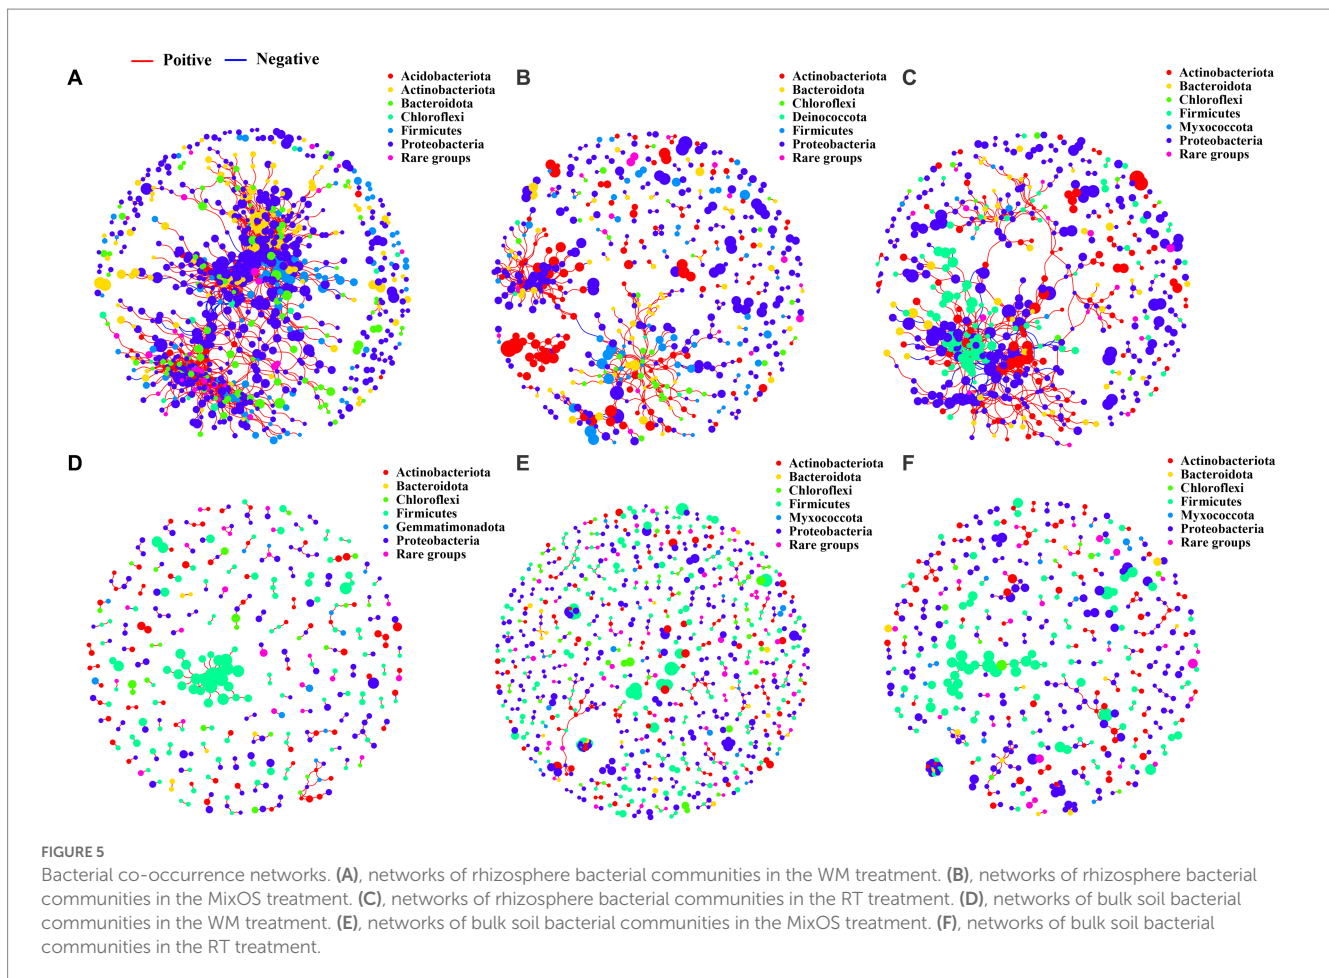 Poitive Negative
A
Acidobacteriota
Actinobacteriota
Bacteroidota
Chloroflexi
Firmicutes
Proteobacteria
Rare groups
B
Actinobacteriota
Bacteroidota
Chloroflexi
Deinococcota
Firmicutes
Proteobacteria
Rare groups
C
Actinobacteriota
Bacteroidota
Chloroflexi
Firmicutes
Myxococcota
Proteobacteria
Rare groups
D
Actinobacteriota
Bacteroidota
Chloroflexi
Firmicutes
Gemmatimonadota
Proteobacteria
Rare groups
E
Actinobacteriota
Bacteroidota
Chloroflexi
Firmicutes
Myxococcota
Proteobacteria
Rare groups
F
Actinobacteriota
Bacteroidota
Chloroflexi
Firmicutes
Myxococcota
Proteobacteria
Rare groups
FIGURE 5
Bacterial co-occurrence networks. (A), networks of rhizosphere bacterial communities in the WM treatment. (B), networks of rhizosphere bacterial
communities in the MixOS treatment. (C), networks of rhizosphere bacterial communities in the RT treatment. (D), networks of bulk soil bacterial
communities in the WM treatment. (E), networks of bulk soil bacterial communities in the MixOS treatment. (F), networks of bulk soil bacterial
communities in the RT treatment.